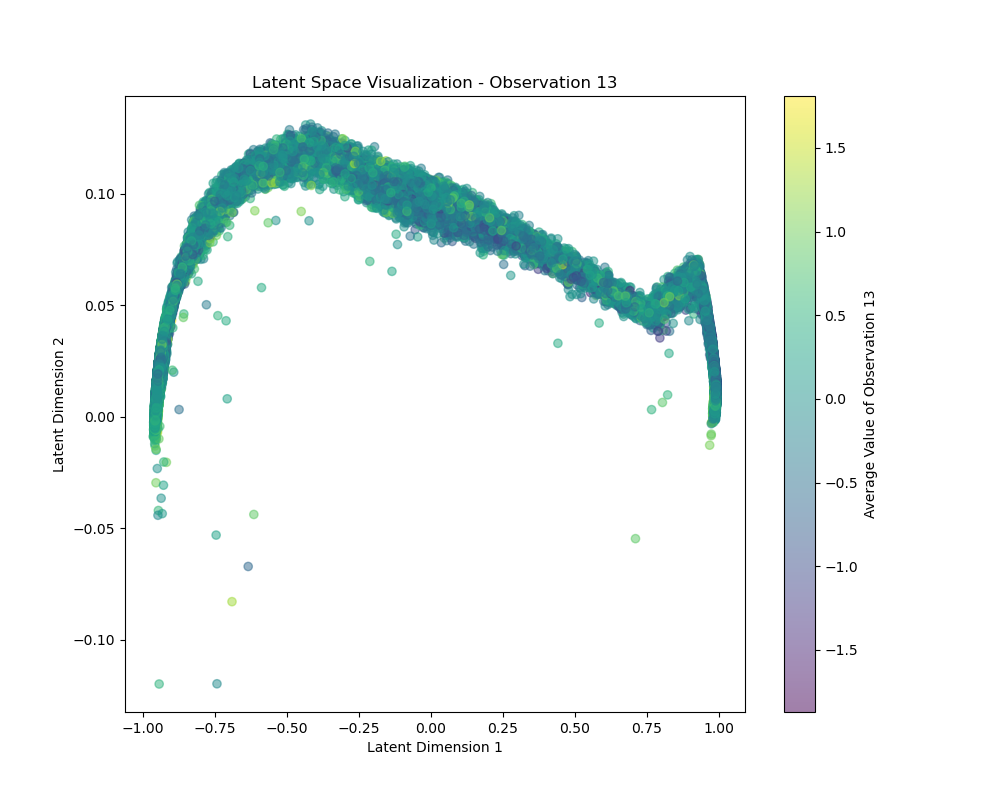 Latent Space Visualization - Observation 13
Latent Dimension 2
0.10
0.05
0.00
−0.05
−0.10
−1.00 −0.75 −0.50 −0.25 0.00 0.25 0.50 0.75 1.00
Latent Dimension 1
1.5
1.0
0.5
0.0
−0.5
−1.0
−1.5
Average Value of Observation 13